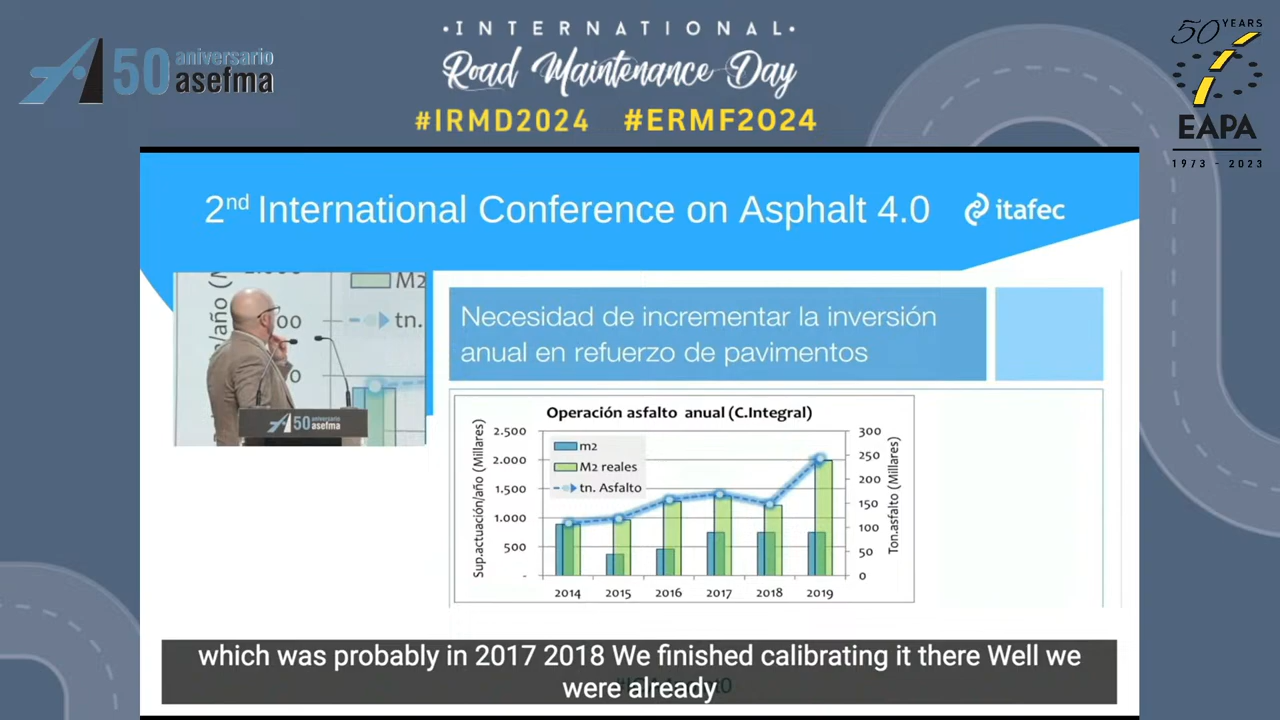 ·INTERNATIONAL·
Road Maintenance Day
#IRMD2024 #ERMF2024
50 aniversario
asefma
50 YEARS
EAPA
1973 - 2023
2nd International Conference on Asphalt 4.0
itafec
M2
tn.
50 aniversario
asefma
Necesidad de incrementar la inversión
anual en refuerzo de pavimentos
Operación asfalto anual (C.Integral)
Sup.actuación/año (Millares)
2.500
2.000
1.500
1.000
500
-
m2
M2 reales
tn. Asfalto
300
250
200
150
100
50
0
Ton.asfalto (Millares)
2014 2015 2016 2017 2018 2019
which was probably in 2017 2018 We finished calibrating it there Well we
were already